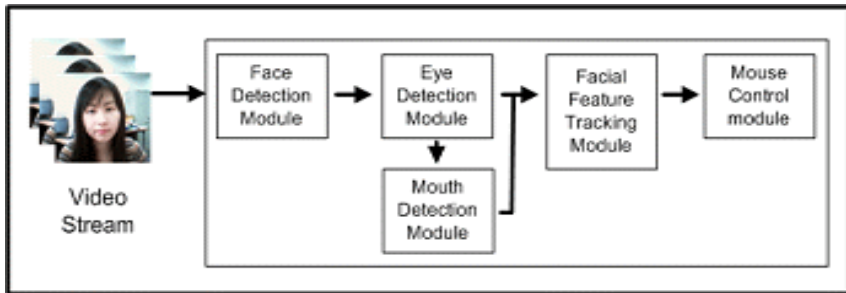 Face
Detection
Module
Eye
Detection
Module
Facial
Feature
Tracking
Module
Mouse
Control
module
Mouth
Detection
Module
Video
Stream